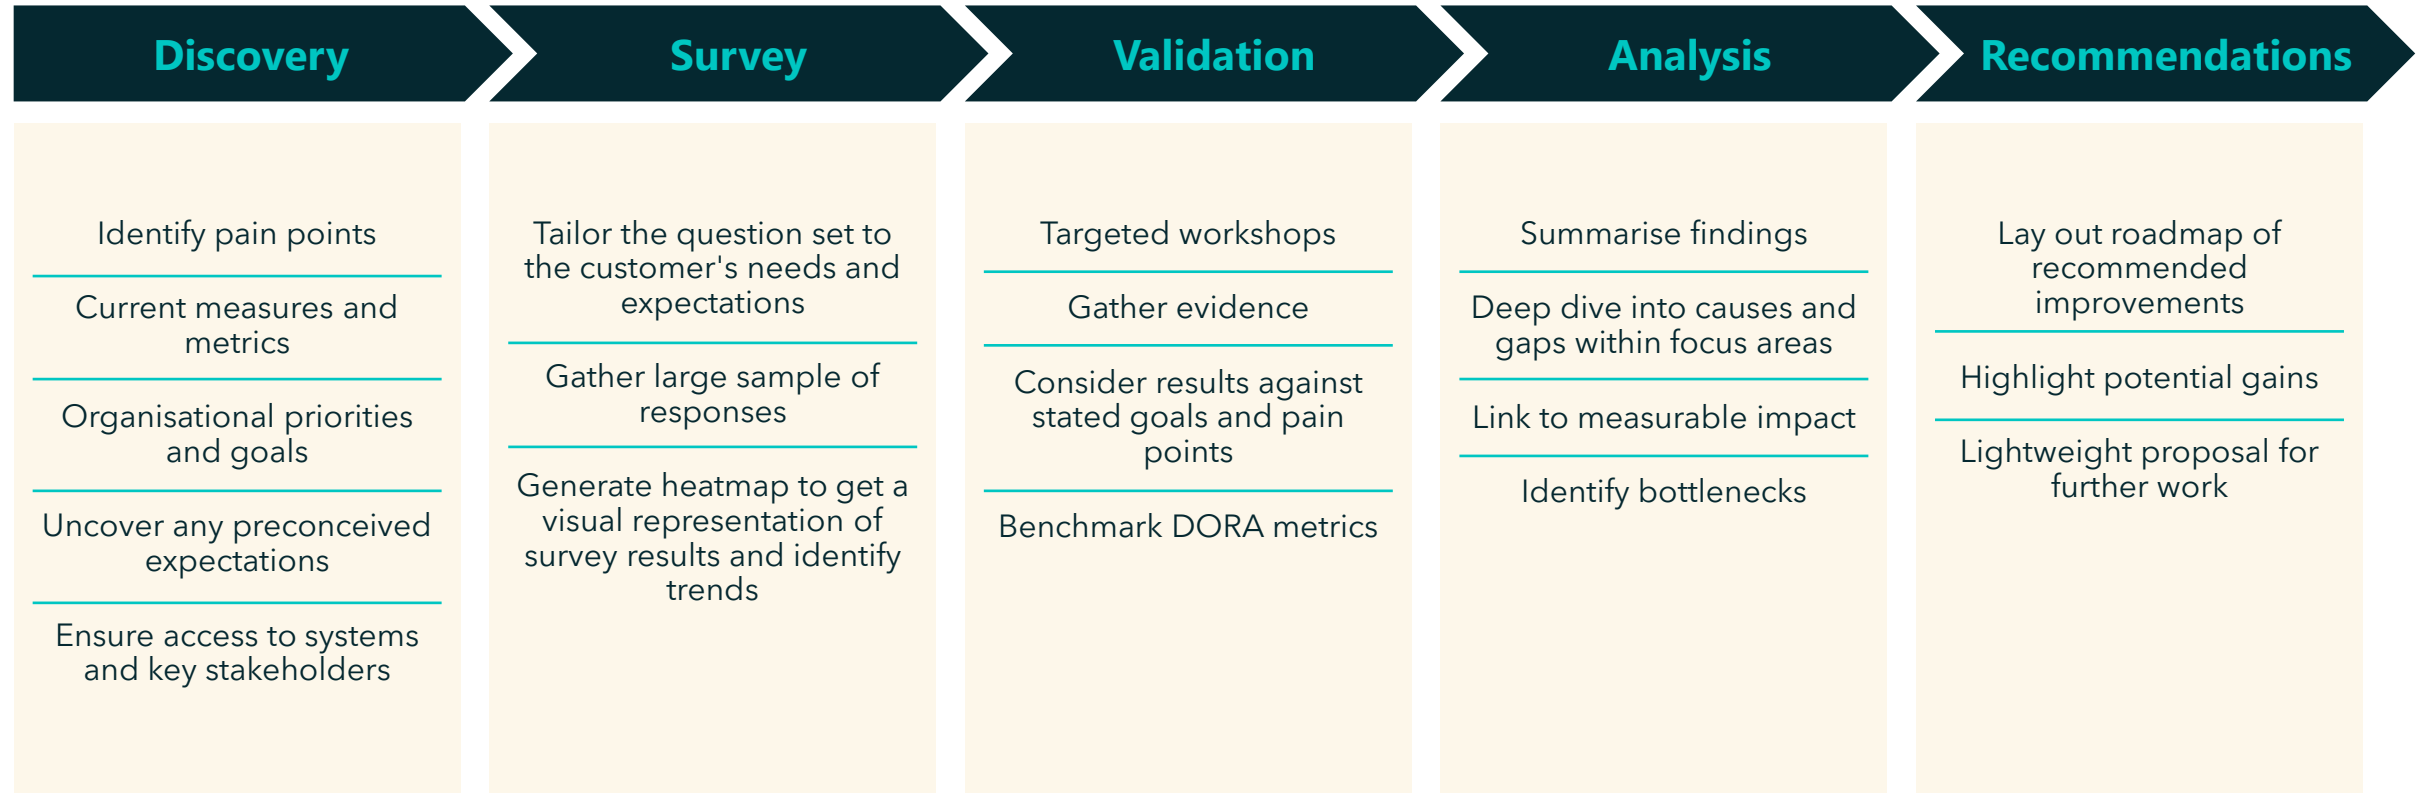 Discovery
Survey
Validation
Analysis
Recommendations
Identify pain points
Current measures and
metrics
Organisational priorities
and goals
Uncover any preconceived
expectations
Ensure access to systems
and key stakeholders
Tailor the question set to
the customer's needs and
expectations
Gather large sample of
responses
Generate heatmap to get a
visual representation of
survey results and identify
trends
Targeted workshops
Gather evidence
Consider results against
stated goals and pain
points
Benchmark DORA metrics
Summarise findings
Deep dive into causes and
gaps within focus areas
Link to measurable impact
Identify bottlenecks
Lay out roadmap of
recommended
improvements
Highlight potential gains
Lightweight proposal for
further work